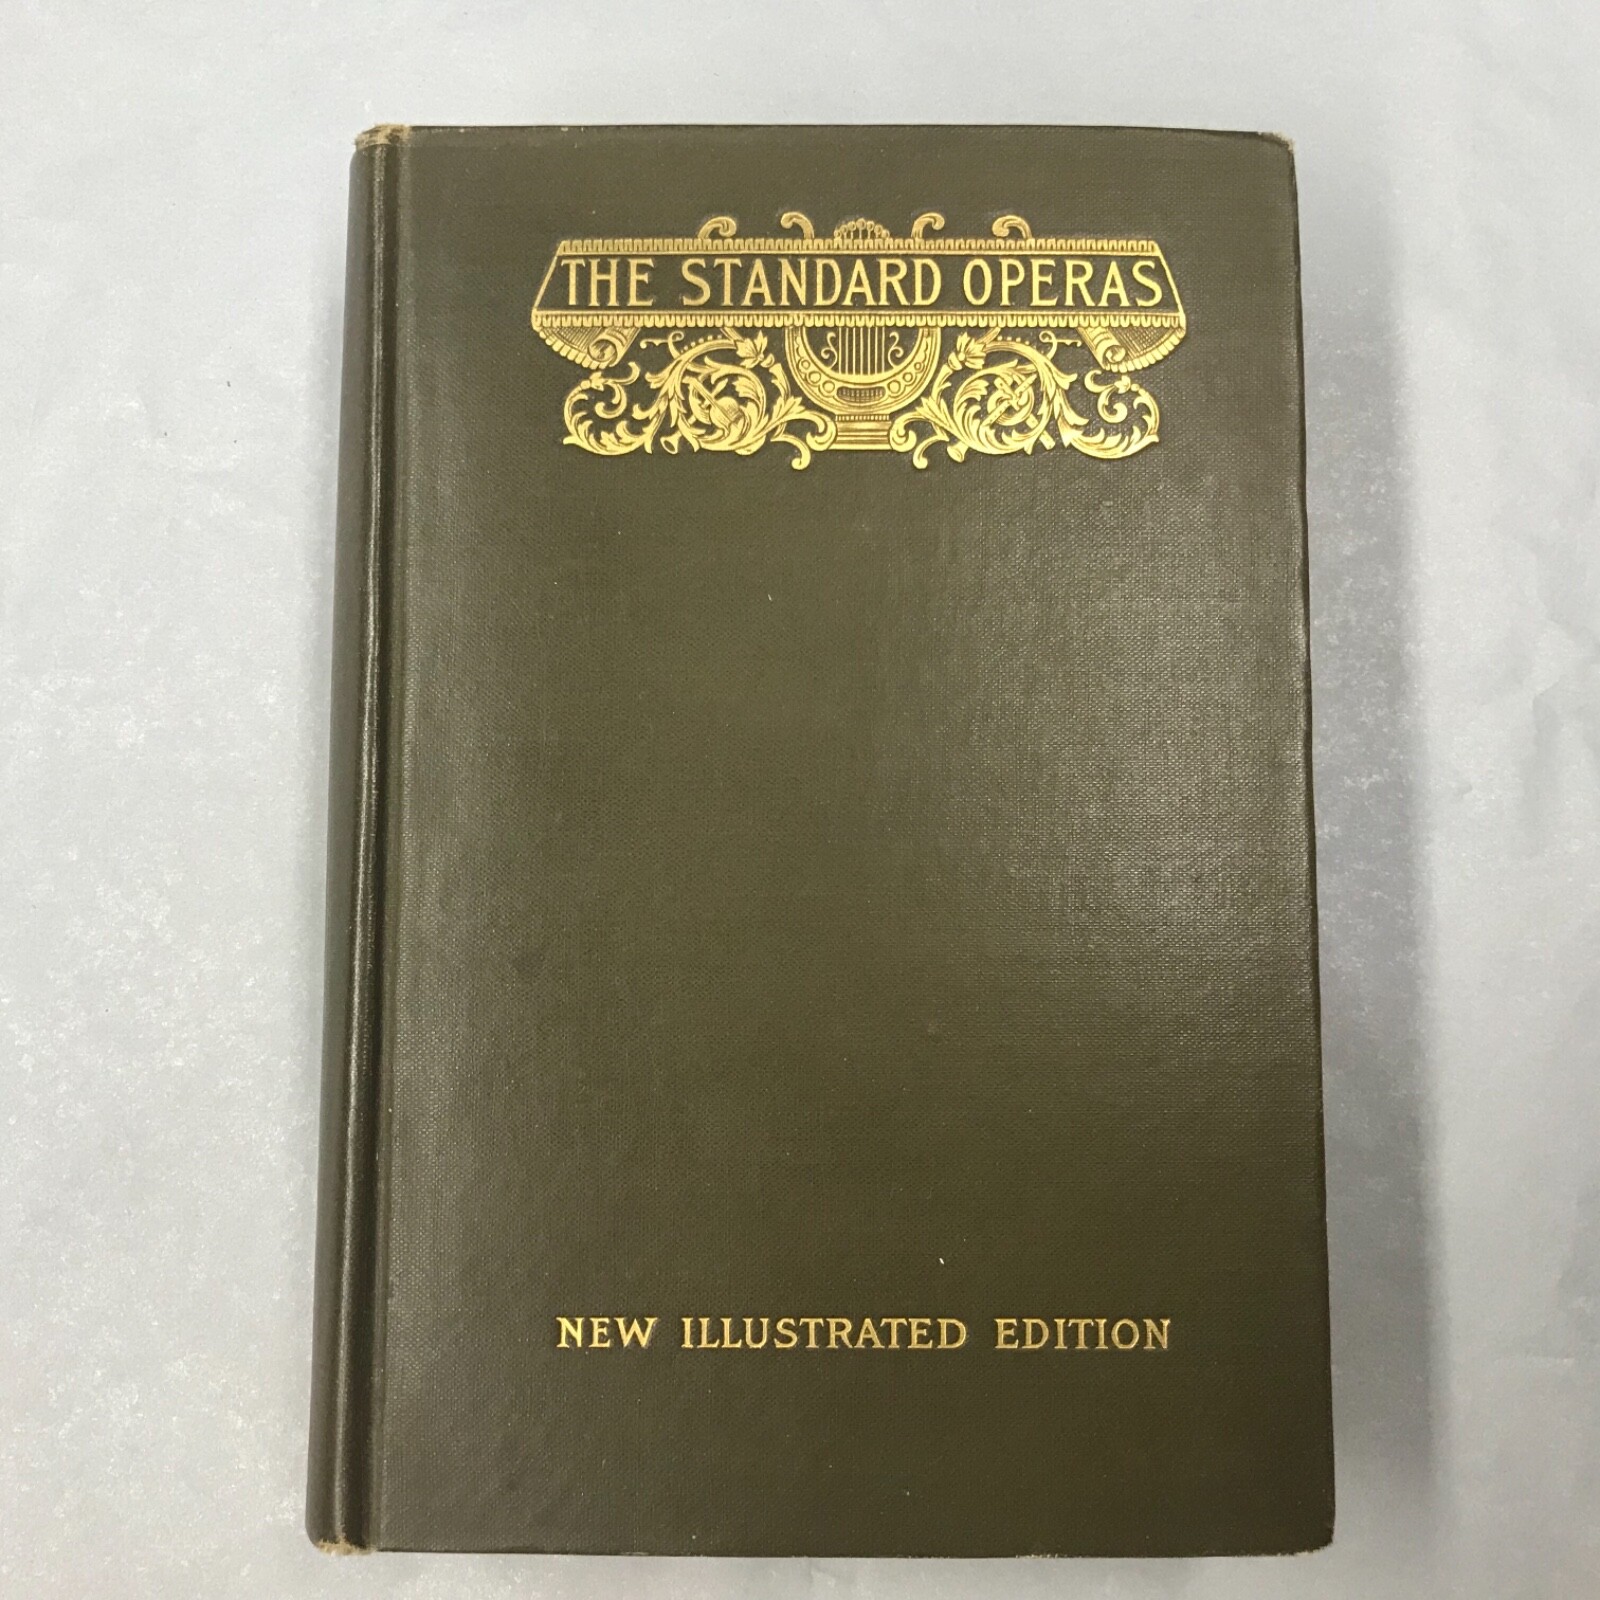 THE STANDARD OPERAS
NEW ILLUSTRATED EDITION